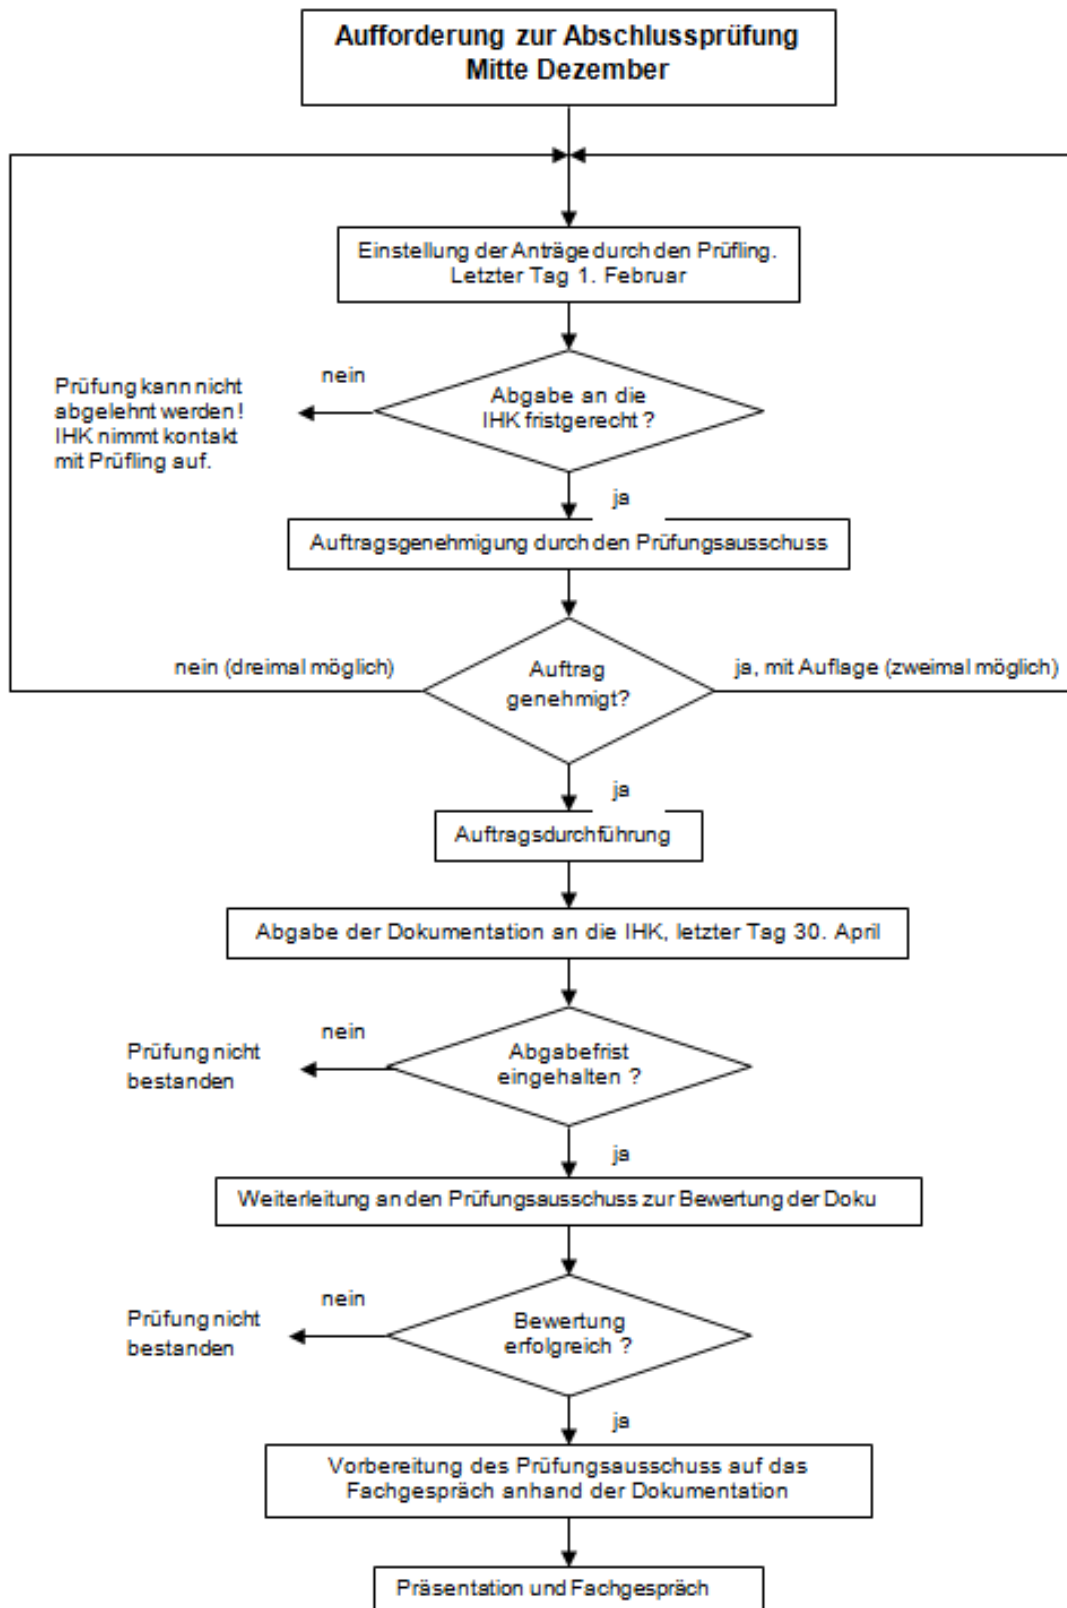 Aufforderung zur Abschlussprüfung
Mitte Dezember
Einstellung der Anträge durch den Prüfling.
Letzter Tag 1. Februar
nein
Prüfung kann nicht
abgelehnt werden !
IHK nimmt kontakt
mit Prüfling auf.
Abgabe an die
IHK fristgerecht ?
ja
Auftragsgenehmigung durch den Prüfungsausschuss
nein (dreimal möglich)
Auftrag
genehmigt?
ja, mit Auflage (zweimal möglich)
ja
Auftragsdurchführung
Abgabe der Dokumentation an die IHK, letzter Tag 30. April
nein
Prüfung nicht
bestanden
Abgabefrist
eingehalten ?
ja
Weiterleitung an den Prüfungsausschuss zur Bewertung der Doku
nein
Prüfung nicht
bestanden
Bewertung
erfolgreich ?
ja
Vorbereitung des Prüfungsausschuss auf das
Fachgespräch anhand der Dokumentation
Präsentation und Fachgespräch